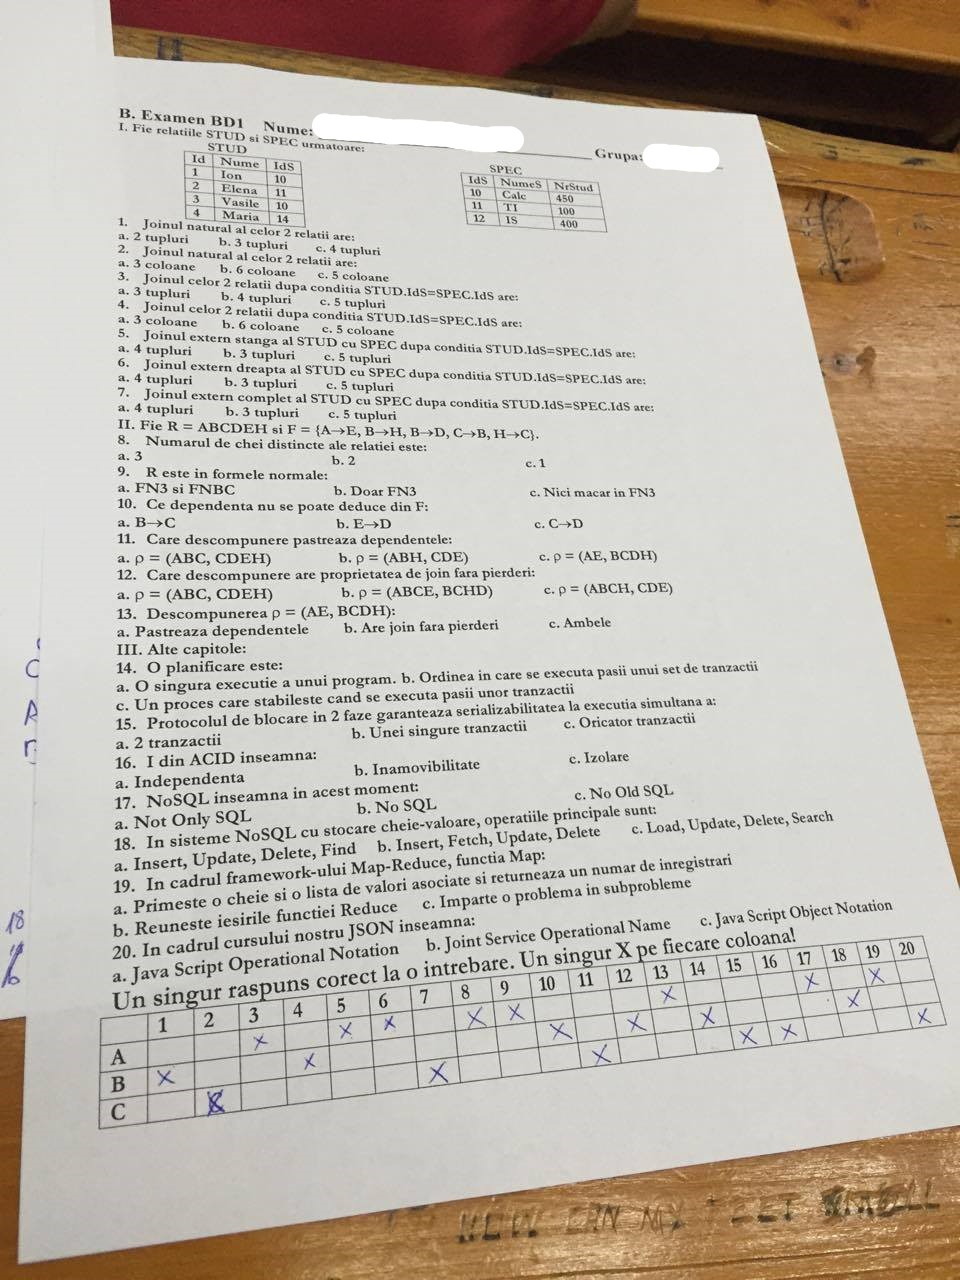 B. Examen BD1 Nume: Grupa:
I. Fie relatiile STUD si SPEC urmatoare:
STUD
Id Nume IdS
1 Ion 10
2 Elena 11
3 Vasile 10
4 Maria 14
SPEC
IdS NumeS NrStud
10 Calc 450
11 TI 100
12 IS 400
1. Joinul natural al celor 2 relatii are:
a. 2 tupluri b. 3 tupluri c. 4 tupluri
2. Joinul natural al celor 2 relatii are:
a. 3 coloane b. 6 coloane c. 5 coloane
3. Joinul celor 2 relatii dupa conditia STUD.IdS=SPEC.IdS are:
a. 3 tupluri b. 4 tupluri c. 5 tupluri
4. Joinul celor 2 relatii dupa conditia STUD.IdS=SPEC.IdS are:
a. 3 coloane b. 6 coloane c. 5 coloane
5. Joinul extern stanga al STUD cu SPEC dupa conditia STUD.IdS=SPEC.IdS are:
a. 4 tupluri b. 3 tupluri c. 5 tupluri
6. Joinul extern dreapta al STUD cu SPEC dupa conditia STUD.IdS=SPEC.IdS are:
a. 4 tupluri b. 3 tupluri c. 5 tupluri
7. Joinul extern complet al STUD cu SPEC dupa conditia STUD.IdS=SPEC.IdS are:
a. 4 tupluri b. 3 tupluri c. 5 tupluri
II. Fie R = ABCDEH si F = {A→E, B→H, B→D, C→B, H→C}.
8. Numarul de chei distincte ale relatiei este:
a. 3 b. 2 c. 1
9. R este in formele normale:
a. FN3 si FNBC b. Doar FN3 c. Nici macar in FN3
10. Ce dependenta nu se poate deduce din F:
a. B→C b. E→D c. C→D
11. Care descompunere pastreaza dependentele:
a. ρ = (ABC, CDEH) b. ρ = (ABH, CDE) c. ρ = (AE, BCDH)
12. Care descompunere are proprietatea de join fara pierderi:
a. ρ = (ABC, CDEH) b. ρ = (ABCE, BCHD) c. ρ = (ABCH, CDE)
13. Descompunerea ρ = (AE, BCDH):
a. Pastreaza dependentele b. Are join fara pierderi c. Ambele
III. Alte capitole:
14. O planificare este:
a. O singura executie a unui program. b. Ordinea in care se executa pasii unui set de tranzactii
c. Un proces care stabileste cand se executa pasii unor tranzactii
15. Protocolul de blocare in 2 faze garanteaza serializabilitatea la executia simultana a:
a. 2 tranzactii b. Unei singure tranzactii c. Oricator tranzactii
16. I din ACID inseamna:
a. Independenta b. Inamovibilitate c. Izolare
17. NoSQL inseamna in acest moment:
a. Not Only SQL b. No SQL c. No Old SQL
18. In sisteme NoSQL cu stocare cheie-valoare, operatiile principale sunt:
a. Insert, Update, Delete, Find b. Insert, Fetch, Update, Delete c. Load, Update, Delete, Search
19. In cadrul framework-ului Map-Reduce, functia Map:
a. Primeste o cheie si o lista de valori asociate si returneaza un numar de inregistrari
b. Reuneste iesirile functiei Reduce c. Imparte o problema in subprobleme
20. In cadrul cursului nostru JSON inseamna:
a. Java Script Operational Notation b. Joint Service Operational Name c. Java Script Object Notation
Un singur raspuns corect la o intrebare. Un singur X pe fiecare coloana!
1 2 3 4 5 6 7 8 9 10 11 12 13 14 15 16 17 18 19 20
A X X X X X X X X
B X X X X X X
C X X X X X X
18